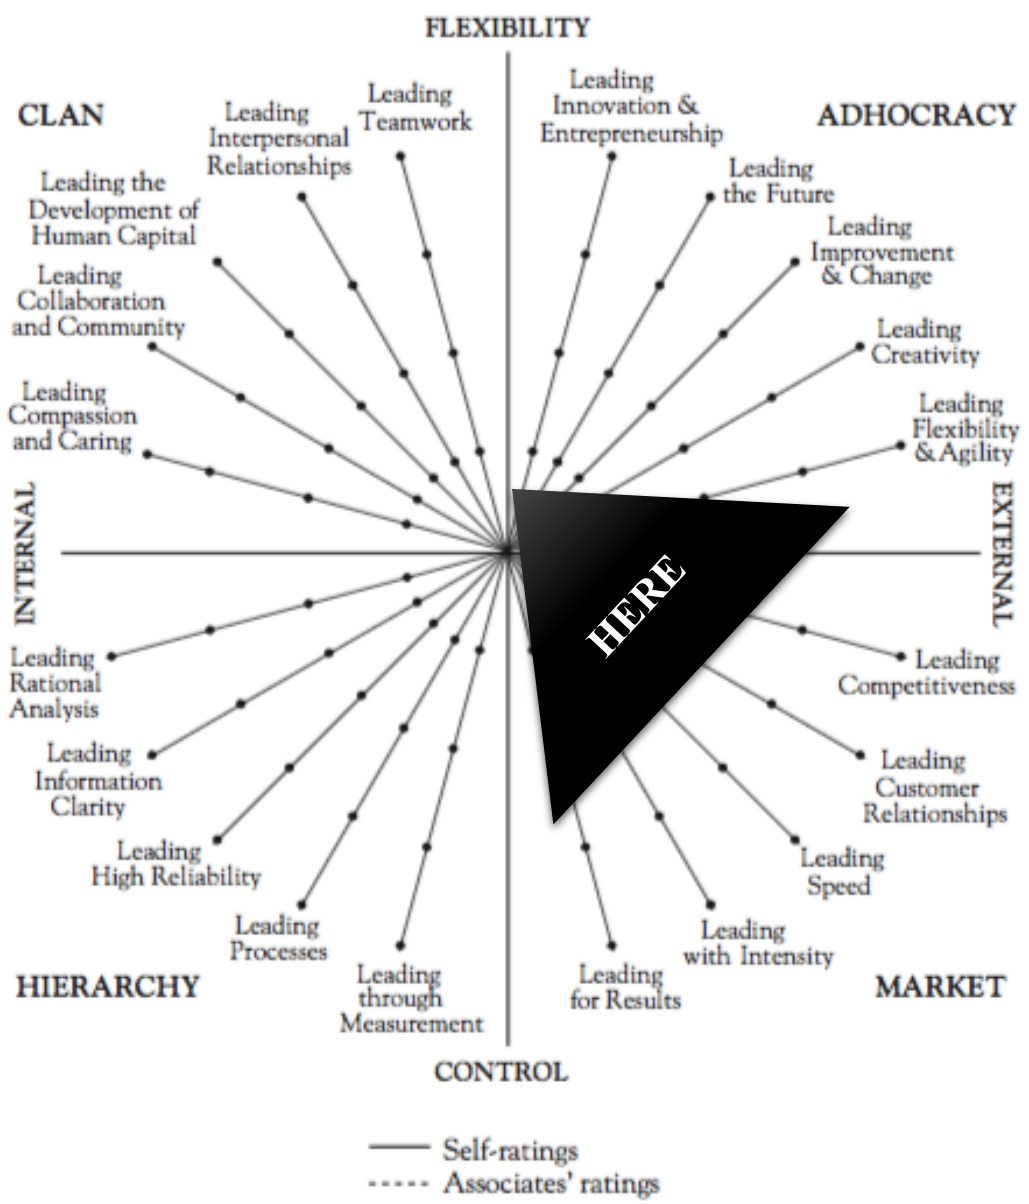 FLEXIBILITY
CLAN
ADHOCRACY
Leading
Teamwork
Leading
Interpersonal
Relationships
Leading the
Development of
Human Capital
Leading
Collaboration
and Community
Leading
Compassion
and Caring
Leading
Innovation &
Entrepreneurship
Leading
the Future
Leading
Improvement
& Change
Leading
Creativity
Leading
Flexibility
& Agility
INTERNAL
EXTERNAL
HERE
Leading
Rational
Analysis
Leading
Information
Clarity
Leading
High Reliability
Leading
Processes
Leading
through
Measurement
Leading
Competitiveness
Leading
Customer
Relationships
Leading
Speed
Leading
with Intensity
Leading
for Results
HIERARCHY
MARKET
CONTROL
Self-ratings
Associates' ratings